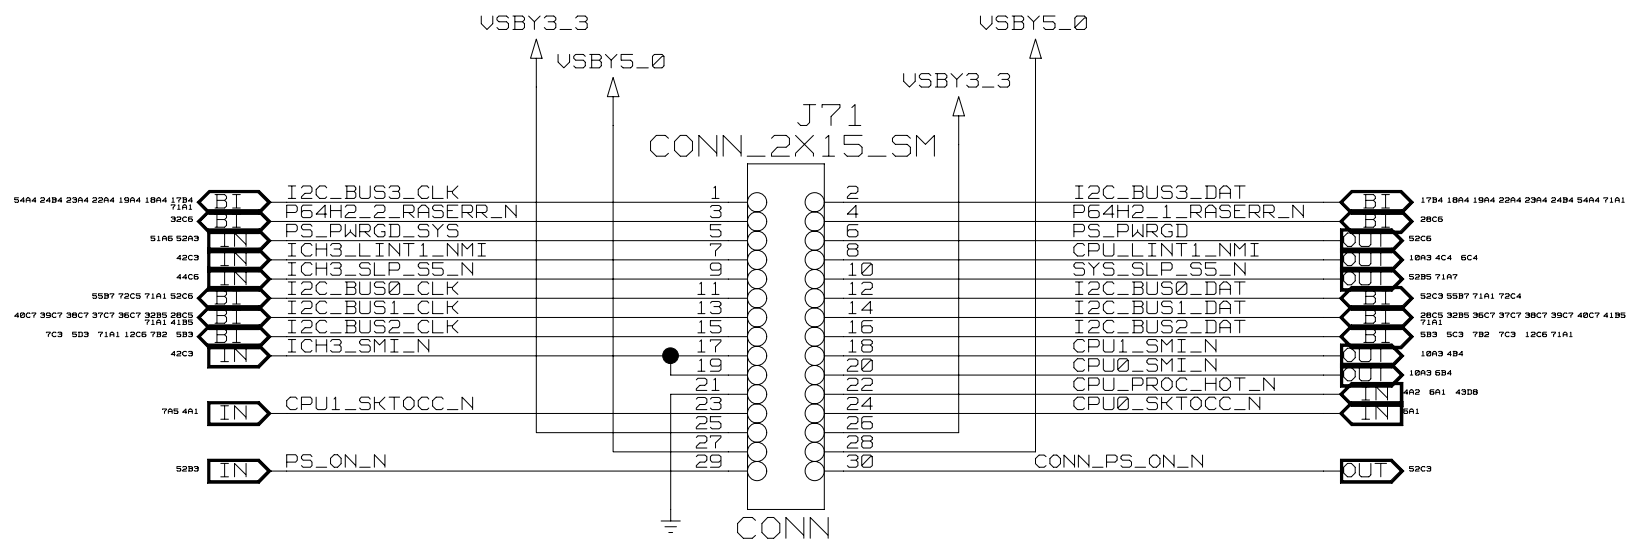 VSBY3_3 VSBY5_0
VSBY5_0
VSBY3_3
J71
CONN_2X15_SM
54A4 24B4 23A4 22A4 19A4 18A4 17B4 BI I2C_BUS3_CLK 1 2 I2C_BUS3_DAT BI 17B4 18A4 19A4 22A4 23A4 24B4 54A4 71A1
71A1
32C6 BI P64H2_2_RASERR_N 3 4 P64H2_1_RASERR_N BI 28C6
51A6 52A3 IN PS_PWRGD_SYS 5 6 PS_PWRGD OUT 52C6
42C3 IN ICH3_LINT1_NMI 7 8 CPU_LINT1_NMI OUT 10A3 4C4 6C4
44C6 IN ICH3_SLP_S5_N 9 10 SYS_SLP_S5_N OUT 52B5 71A7
55B7 72C5 71A1 52C6 BI I2C_BUS0_CLK 11 12 I2C_BUS0_DAT BI 52C3 55B7 71A1 72C4
40C7 39C7 38C7 37C7 36C7 32B5 28C5 BI I2C_BUS1_CLK 13 14 I2C_BUS1_DAT BI 28C5 32B5 36C7 37C7 38C7 39C7 40C7 41B5
71A1 41B5 71A1
7C3 5D3 71A1 12C6 7B2 5B3 BI I2C_BUS2_CLK 15 16 I2C_BUS2_DAT BI 5B3 5C3 7B2 7C3 12C6 71A1
42C3 IN ICH3_SMI_N 17 18 CPU1_SMI_N OUT 10A3 4B4
19 20 CPU0_SMI_N OUT 10A3 6B4
21 22 CPU_PROC_HOT_N IN 4A2 6A1 43D8
7A5 4A1 IN CPU1_SKTOCC_N 23 24 CPU0_SKTOCC_N IN 6A1
25 26
27 28
52B3 IN PS_ON_N 29 30 CONN_PS_ON_N OUT 52C3
CONN